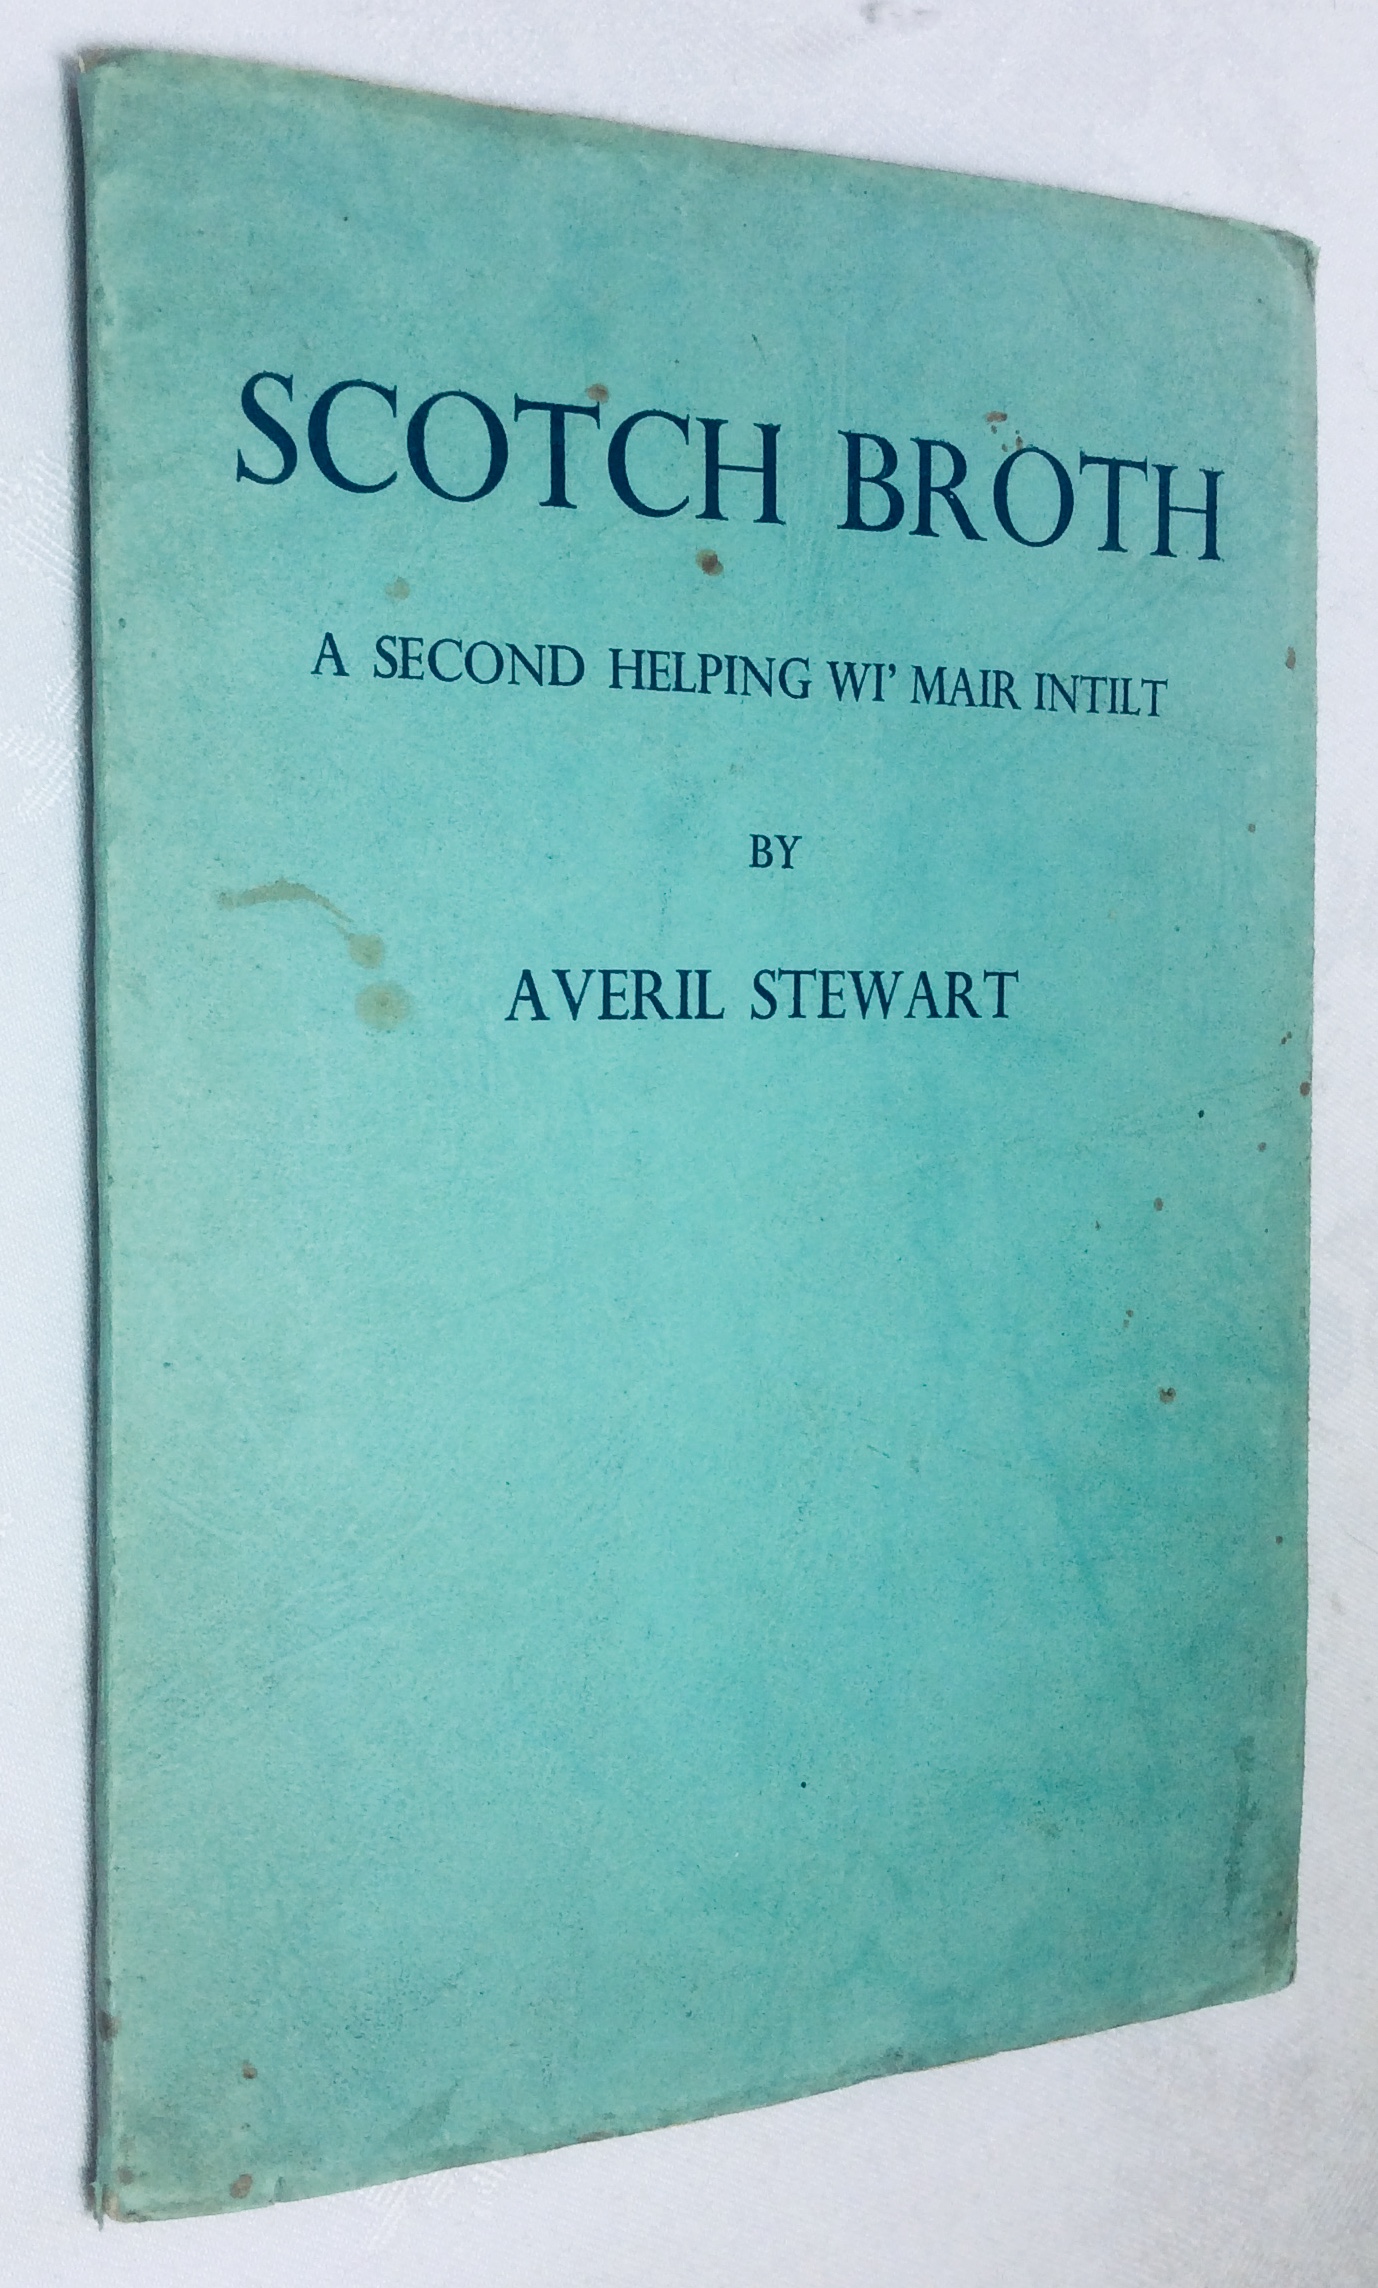 SCOTCH BROTH
A SECOND HELPING WI' MAIR INTILT
BY
AVERIL STEWART